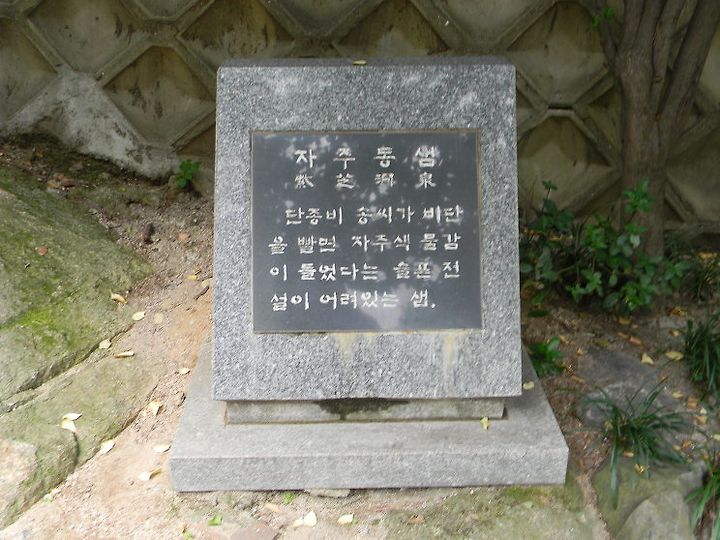 자주동샘
紫芝洞泉
단종비 송씨가 비단
을 빨면 자주색 물감
이 들었다는 슬픈 전
설이 어려있는 샘.